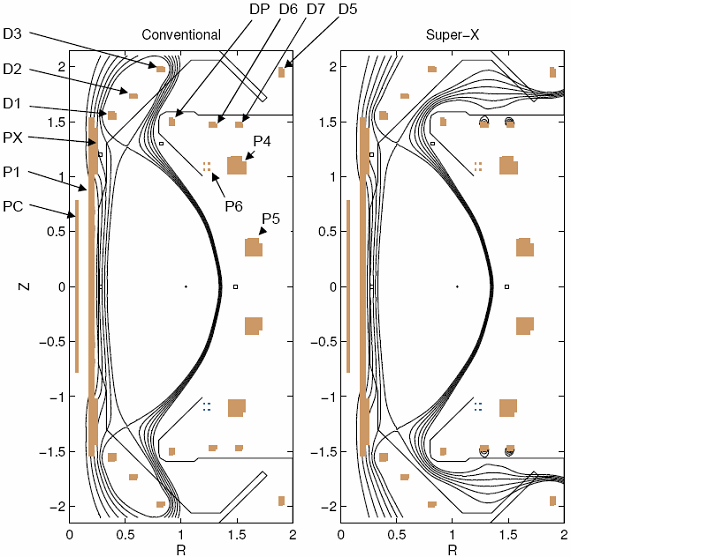 DP D6 D7 D5
D3 Conventional Super-X
D2
D1
PX
P1
PC
P4
P6
P5
2 2
1.5 1.5
1 1
0.5 0.5
0 0
−0.5 −0.5
−1 −1
−1.5 −1.5
−2 −2
Z
0 0.5 1 1.5 2 0 0.5 1 1.5 2
R R